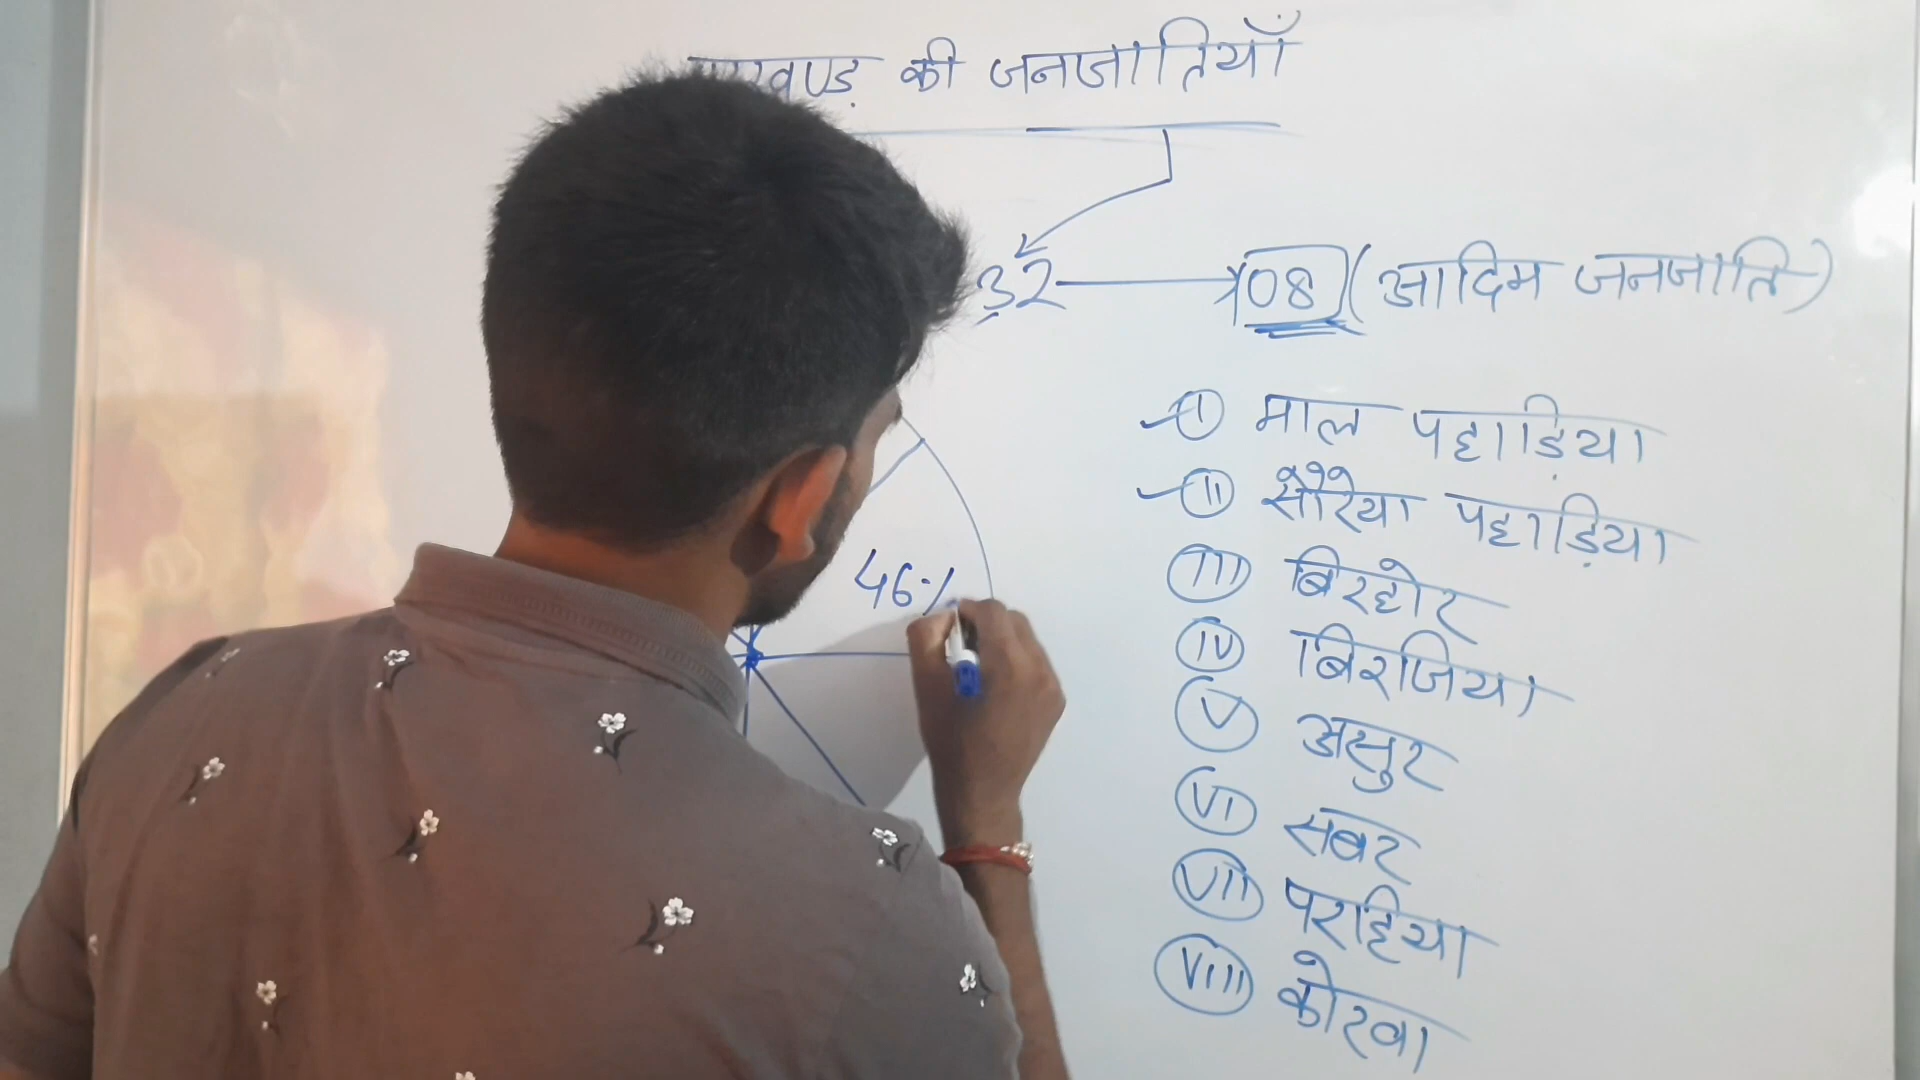 की जनजातियाँ
32 08 (आदिम जनजाति)
I माल पहाड़िया
II सौरेया पहाड़िया
III बिरहोर
IV बिरजिया
V असुर
VI सबर
VII परहिया
VIII कोरवा
46%